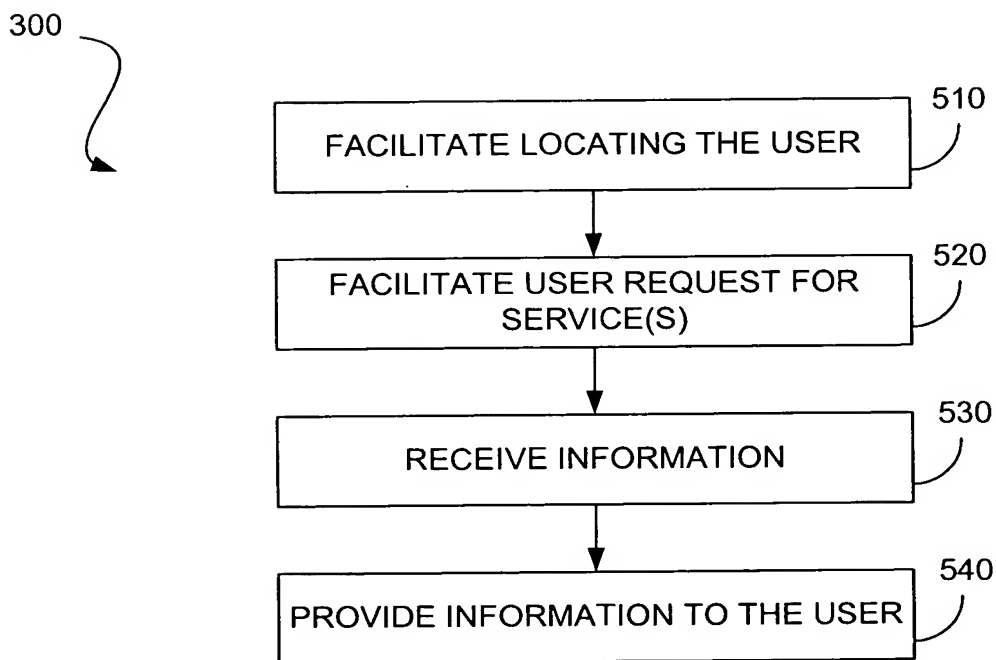 300
510
FACILITATE LOCATING THE USER
520
FACILITATE USER REQUEST FOR
SERVICE(S)
530
RECEIVE INFORMATION
540
PROVIDE INFORMATION TO THE USER